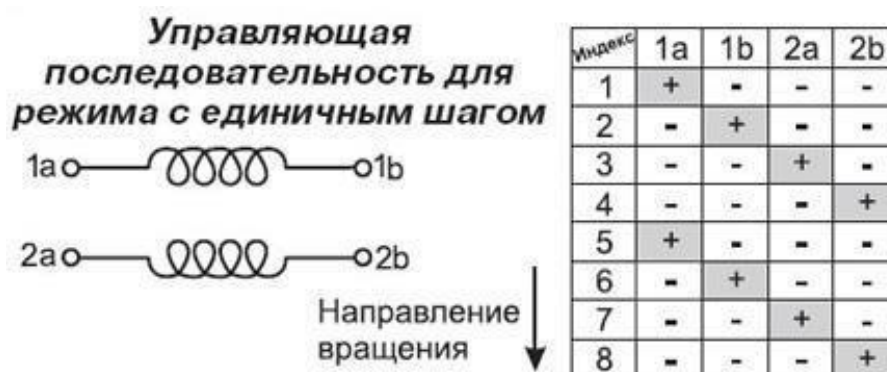 Управляющая
последовательность для
режима с единичным шагом
1a 1b
2a 2b
Направление
вращения
Индекс 1a 1b 2a 2b
1 + - - -
2 - + - -
3 - - + -
4 - - - +
5 + - - -
6 - + - -
7 - - + -
8 - - - +